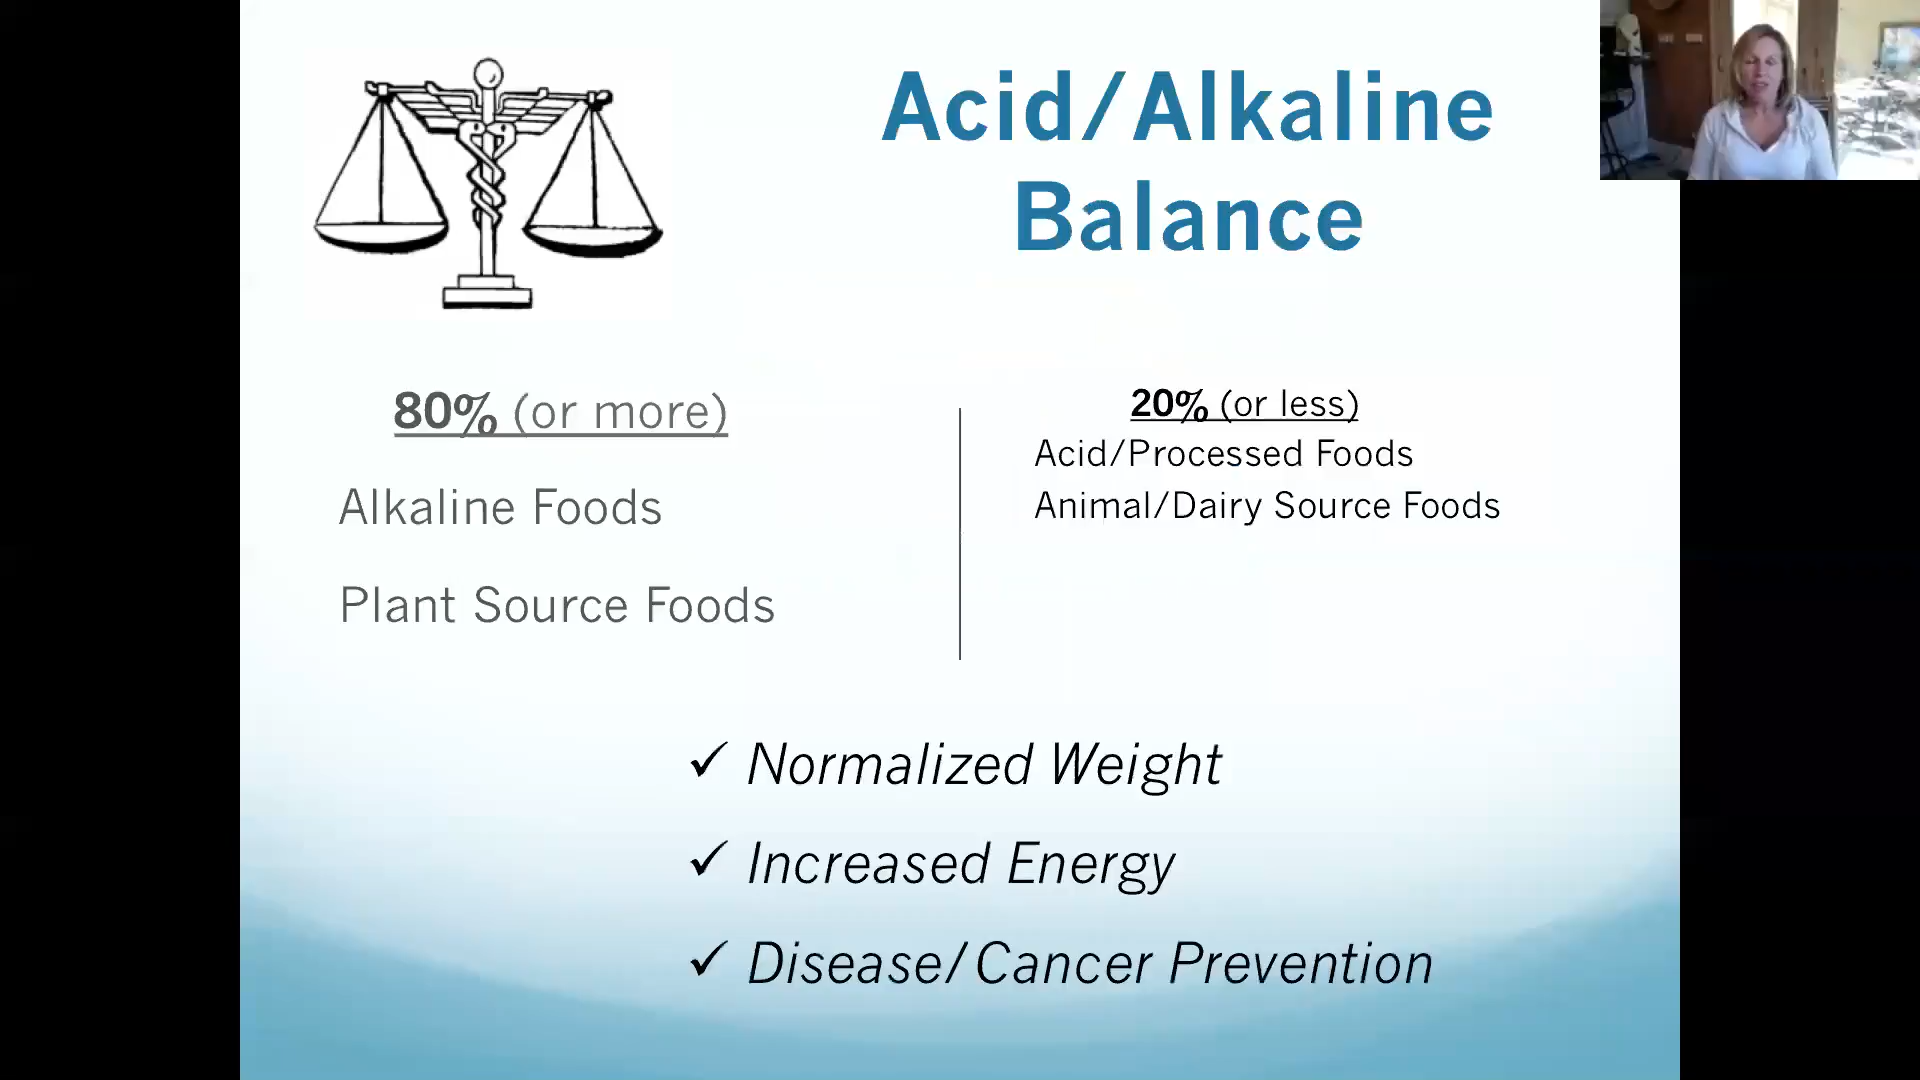 Acid/Alkaline
Balance
80% (or more)
Alkaline Foods
Plant Source Foods
20% (or less)
Acid/Processed Foods
Animal/Dairy Source Foods
✓ Normalized Weight
✓ Increased Energy
✓ Disease/Cancer Prevention